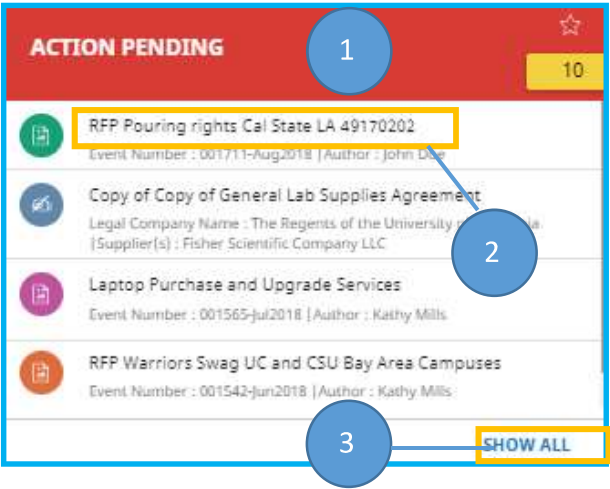 ACTION PENDING
1
10
RFP Pouring rights Cal State LA 49170202
Event Number : 001711-Aug2018 |Author : John Doe
Copy of Copy of General Lab Supplies Agreement
Legal Company Name : The Regents of the University
|Supplier(s) : Fisher Scientific Company LLC
2
Laptop Purchase and Upgrade Services
Event Number : 001565-Jul2018 |Author : Kathy Mills
RFP Warriors Swag UC and CSU Bay Area Campuses
Event Number : 001542-Jun2018 |Author : Kathy Mills
3
SHOW ALL